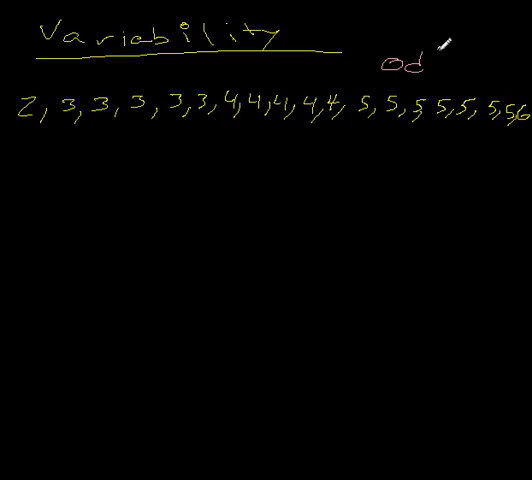 Variability
od
2, 3, 3, 3, 3, 3, 4, 4, 4, 4, 4, 5, 5, 5, 5, 5, 5, 5, 6